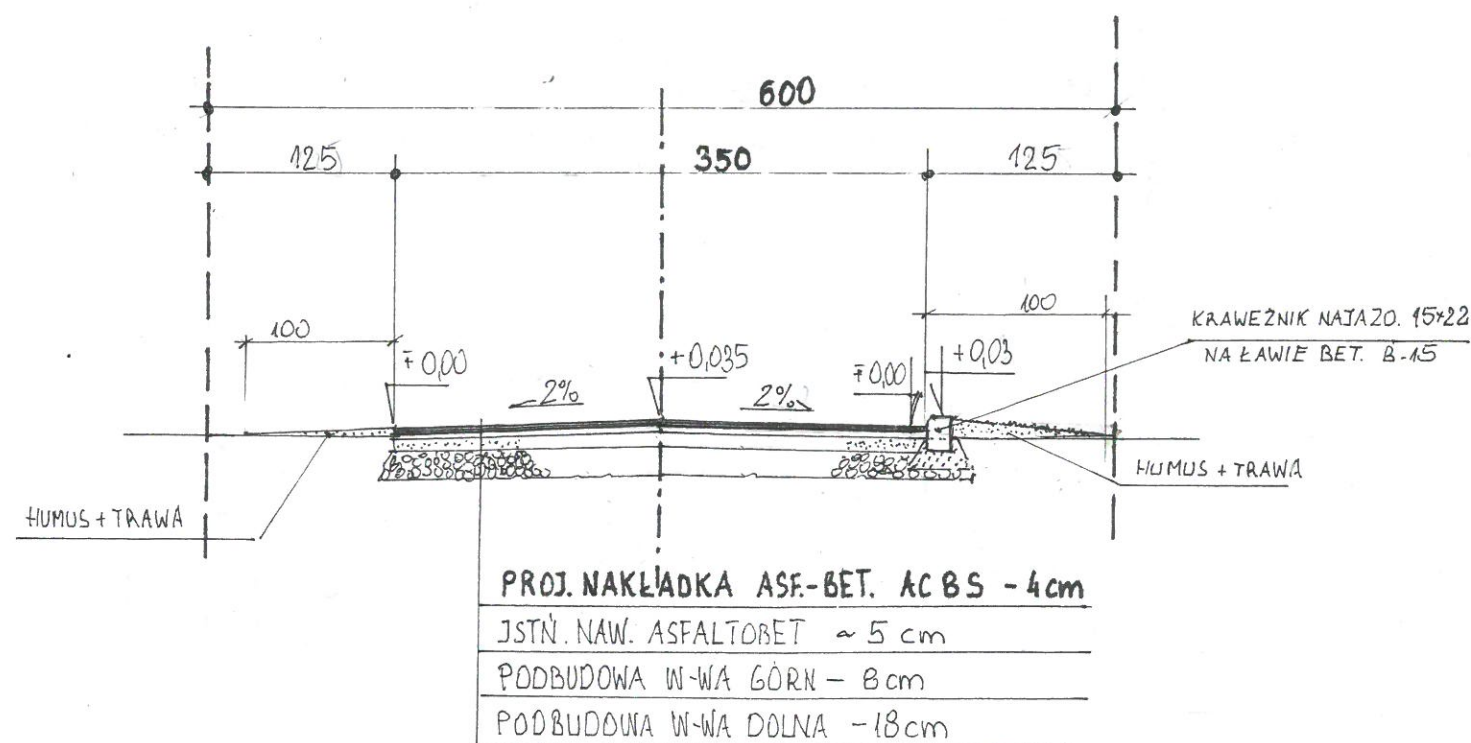 600
125 350 125
100
100
KRAWEŻNIK NAJAZD. 15×22
NA ŁAWIE BET. B-15
∓0,00
+0,035
∓0,00
+0,03
2%
2%
HUMUS + TRAWA
HUMUS + TRAWA
PROJ. NAKŁADKA ASF.-BET. AC BS - 4cm
ISTN. NAW. ASFALTOBET ~ 5 cm
PODBUDOWA W-WA GÓRN - 8cm
PODBUDOWA W-WA DOLNA - 18cm